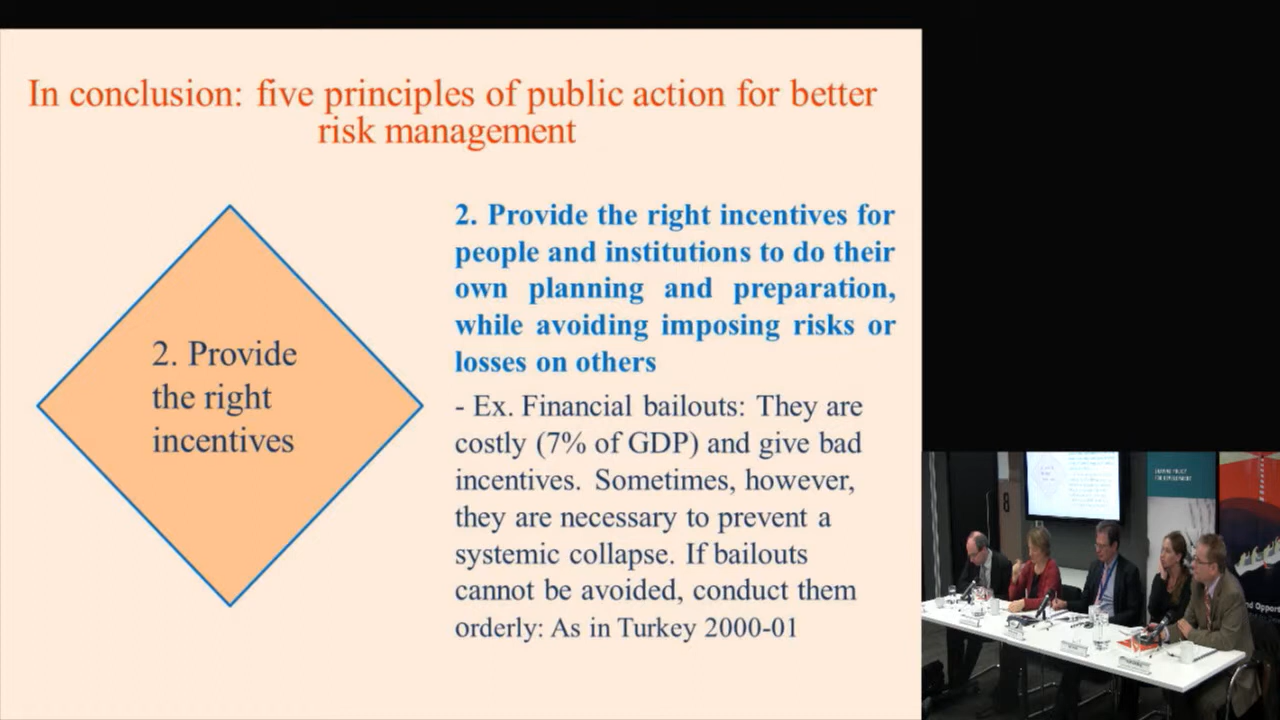 In conclusion: five principles of public action for better
risk management
2. Provide
the right
incentives
2. Provide the right incentives for
people and institutions to do their
own planning and preparation,
while avoiding imposing risks or
losses on others
- Ex. Financial bailouts: They are
costly (7% of GDP) and give bad
incentives. Sometimes, however,
they are necessary to prevent a
systemic collapse. If bailouts
cannot be avoided, conduct them
orderly: As in Turkey 2000-01
8